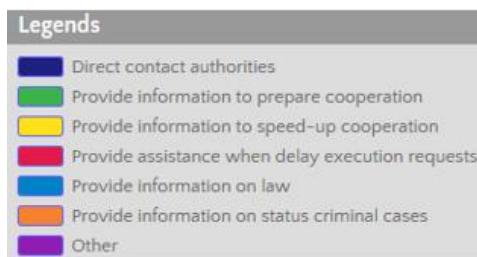 Legends
Direct contact authorities
Provide information to prepare cooperation
Provide information to speed-up cooperation
Provide assistance when delay execution requests
Provide information on law
Provide information on status criminal cases
Other